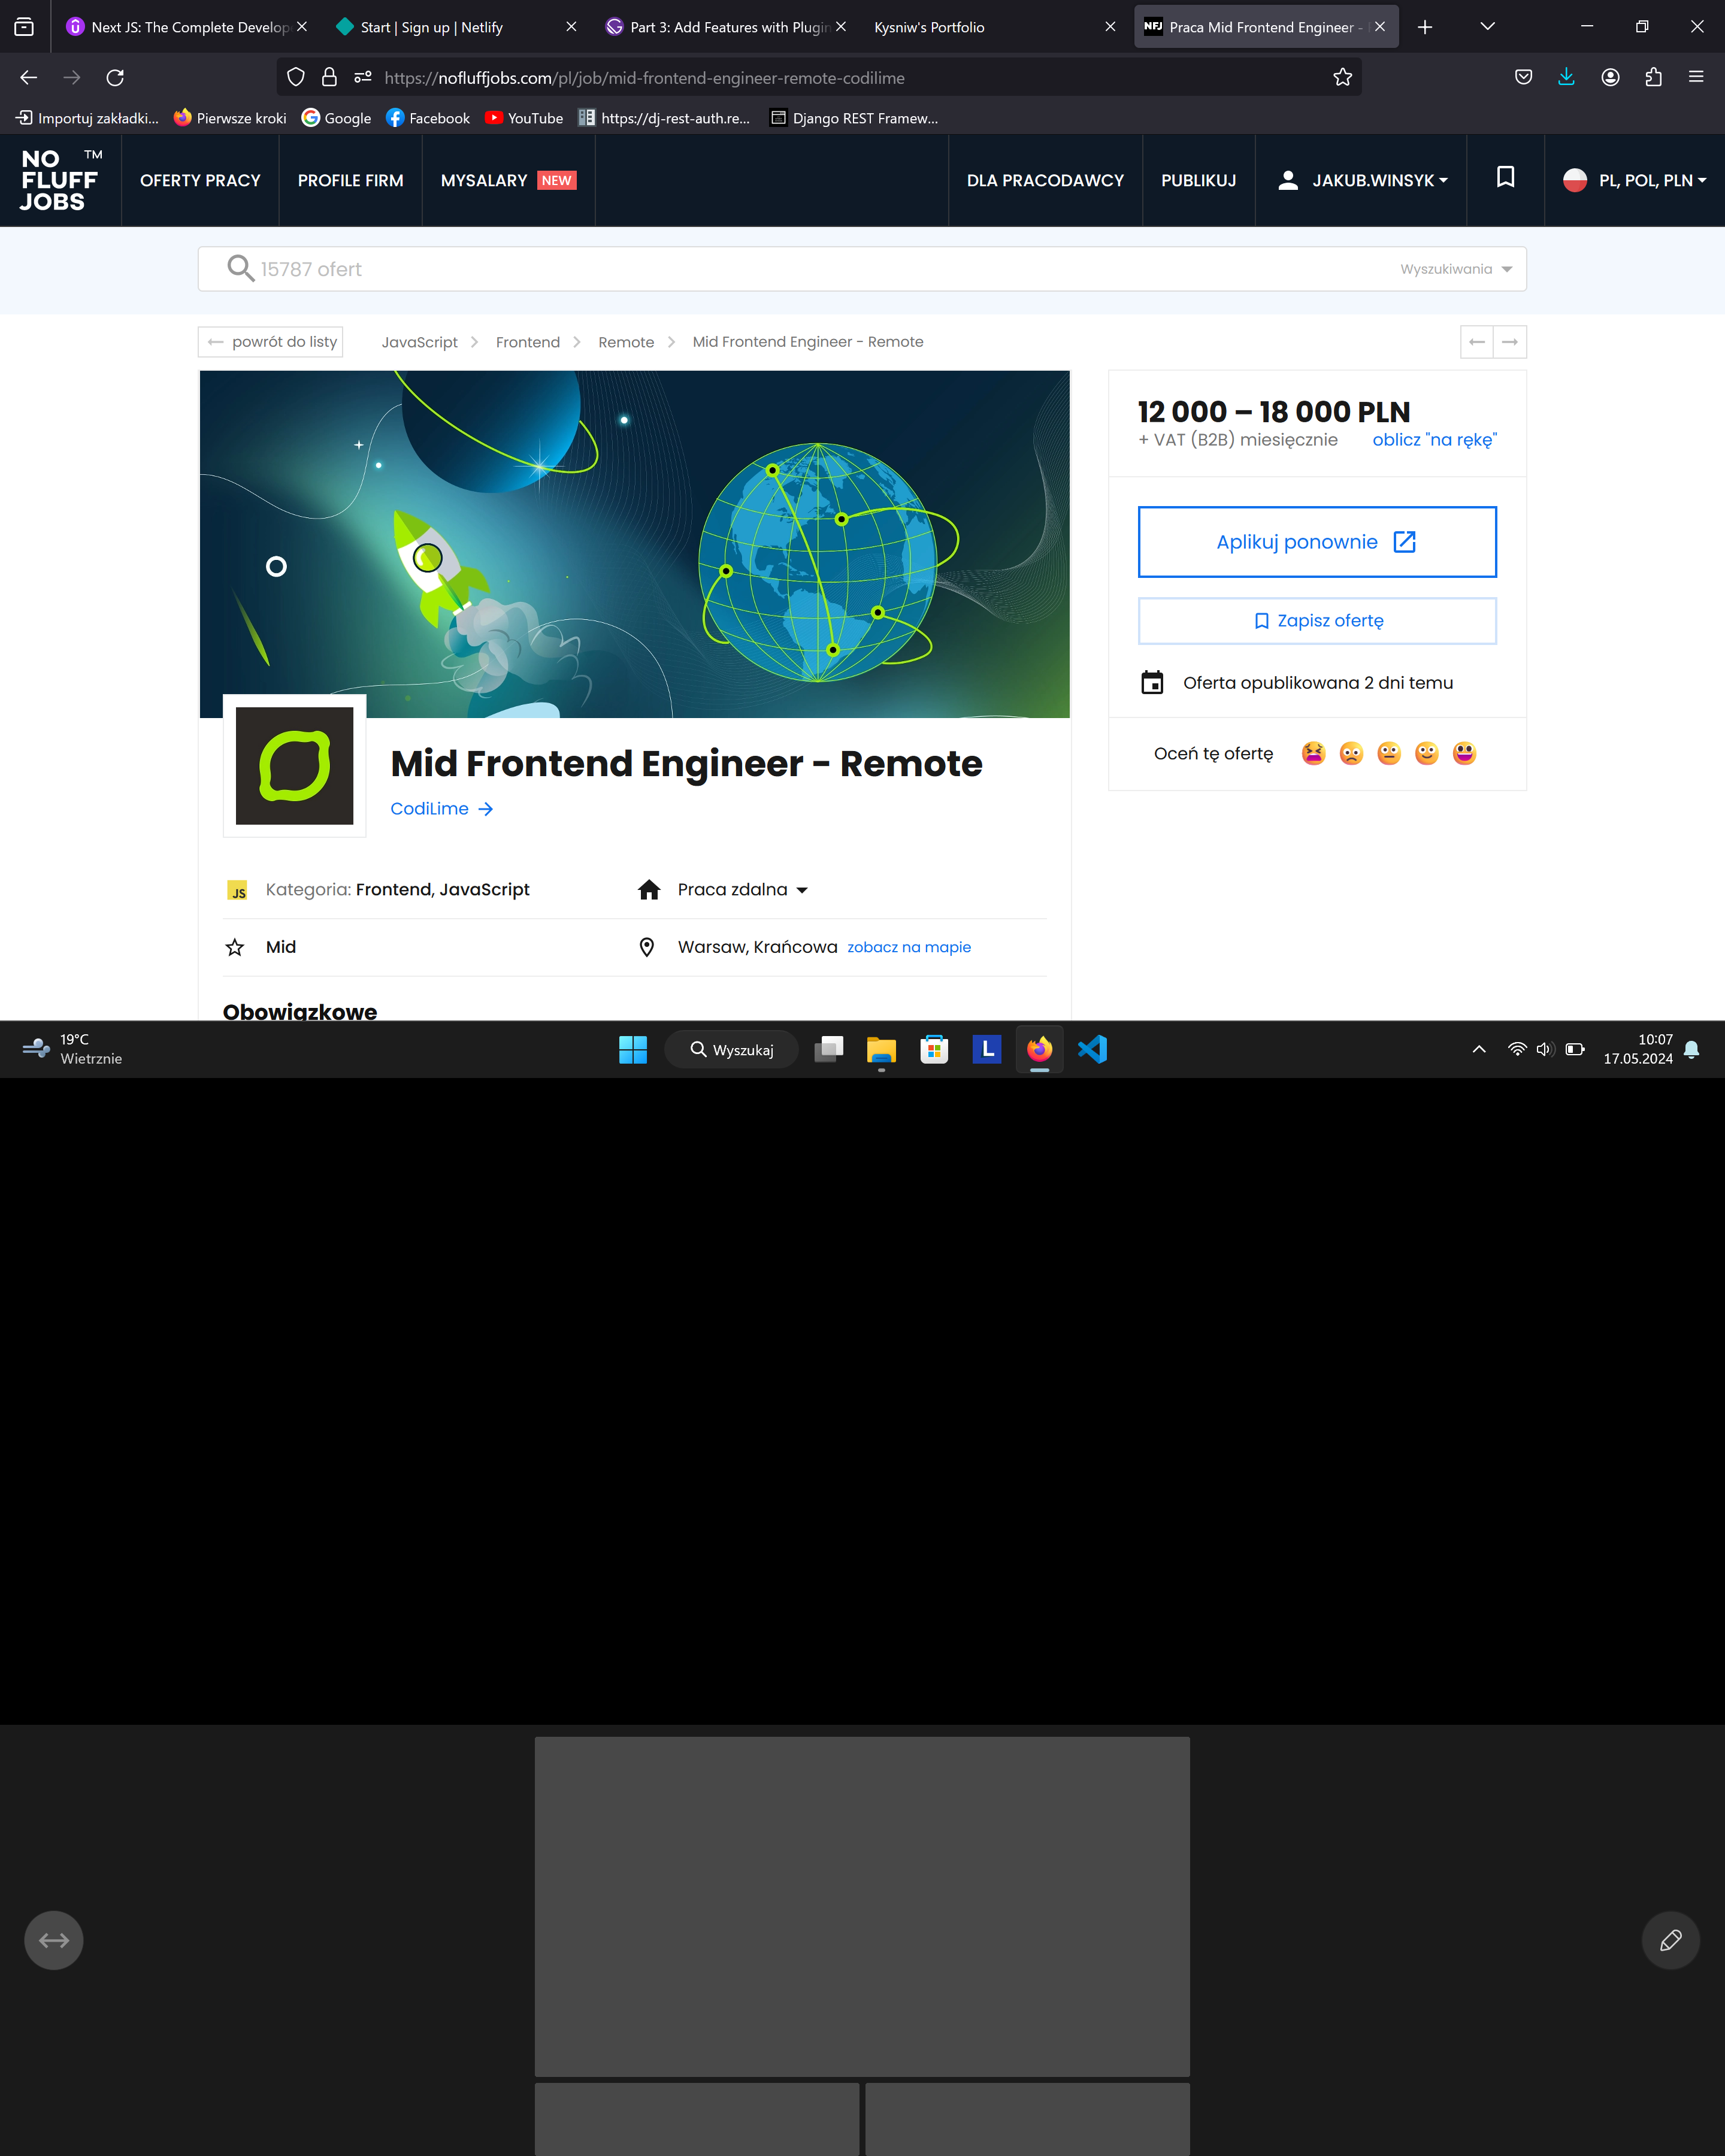 Next JS: The Complete Develop
Start | Sign up | Netlify
Part 3: Add Features with Plugin
Kysniw's Portfolio
NFJ
Praca Mid Frontend Engineer -
https://nofluffjobs.com/pl/job/mid-frontend-engineer-remote-codilime
Importuj zakładki...
Pierwsze kroki
Google
Facebook
YouTube
https://dj-rest-auth.re...
Django REST Framew...
NO
FLUFF
JOBS
TM
OFERTY PRACY
PROFILE FIRM
MYSALARY
NEW
DLA PRACODAWCY
PUBLIKUJ
JAKUB.WINSYK
PL, POL, PLN
15787 ofert
Wyszukiwania
powrót do listy
JavaScript
Frontend
Remote
Mid Frontend Engineer - Remote
12 000 – 18 000 PLN
+ VAT (B2B) miesięcznie
oblicz "na rękę"
Aplikuj ponownie
Zapisz ofertę
Oferta opublikowana 2 dni temu
Oceń tę ofertę
Mid Frontend Engineer - Remote
CodiLime
JS
Kategoria: Frontend, JavaScript
Praca zdalna
Mid
Warsaw, Krańcowa
zobacz na mapie
Obowiązkowe
19°C
Wietrznie
Wyszukaj
L
10:07
17.05.2024